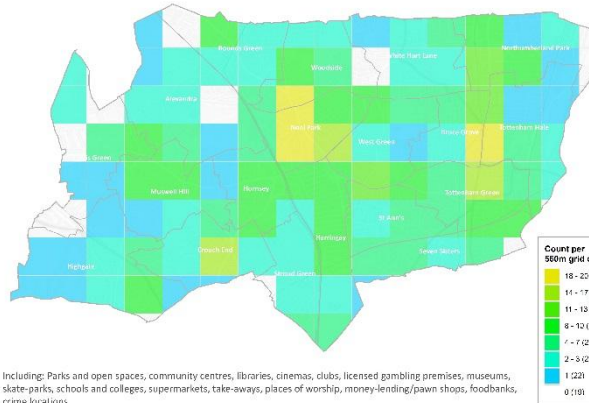 Bounds Green
Northumberland Park
White Hart Lane
Woodside
Alexandra
Noel Park
West Green
Bruce Grove
Tottenham Hale
s Green
Muswell Hill
Hornsey
Tottenham Green
St Ann's
Harringay
Crouch End
Seven Sisters
Highgate
Stroud Green
Count per
550m grid c
18 - 20
14 - 17
11 - 13
6 - 10 (
4 - 7 (2
2 - 3 (2
1 (22)
0 (19)
Including: Parks and open spaces, community centres, libraries, cinemas, clubs, licensed gambling premises, museums,
skate-parks, schools and colleges, supermarkets, take-aways, places of worship, money-lending/pawn shops, foodbanks,
crime locations